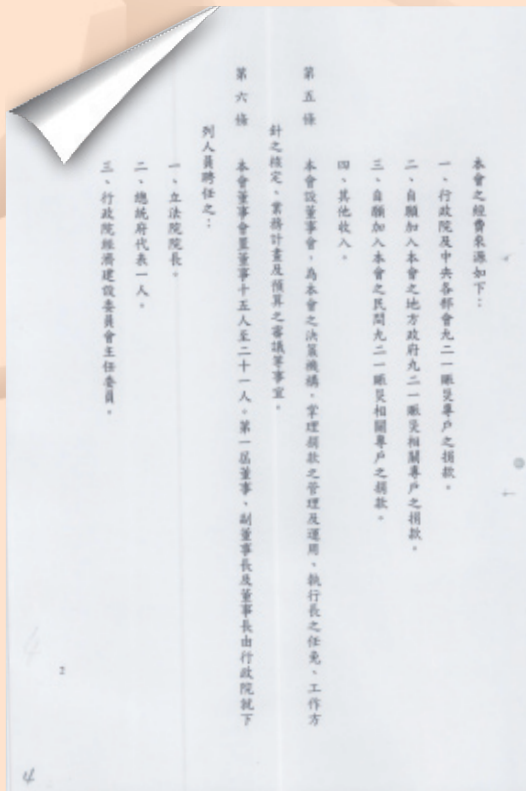 本會之經費來源如下：
一、行政院及中央各部會九二一賑災專戶之捐款。
二、自願加入本會之地方政府九二一賑災相關專戶之捐款。
三、自願加入本會之民間九二一賑災相關專戶之捐款。
四、其他收入。
第五條 本會設董事會，為本會之決策機構，掌理捐款之管理及運用、執行長之任免、工作方
針之核定、業務計畫及預算之審議等事宜。
第六條 本會董事會置董事十五人至二十一人。第一屆董事、副董事長及董事長由行政院就下
列人員聘任之：
一、立法院院長。
二、總統府代表一人。
三、行政院經濟建設委員會主任委員。
2
4
4